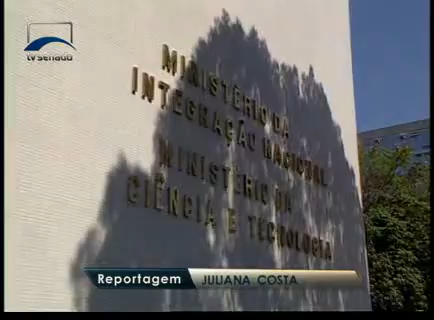 tv senado
MINISTÉRIO DA
INTEGRAÇÃO NACIONAL
MINISTÉRIO DA
CIÊNCIA E TECNOLOGIA
Reportagem JULIANA COSTA